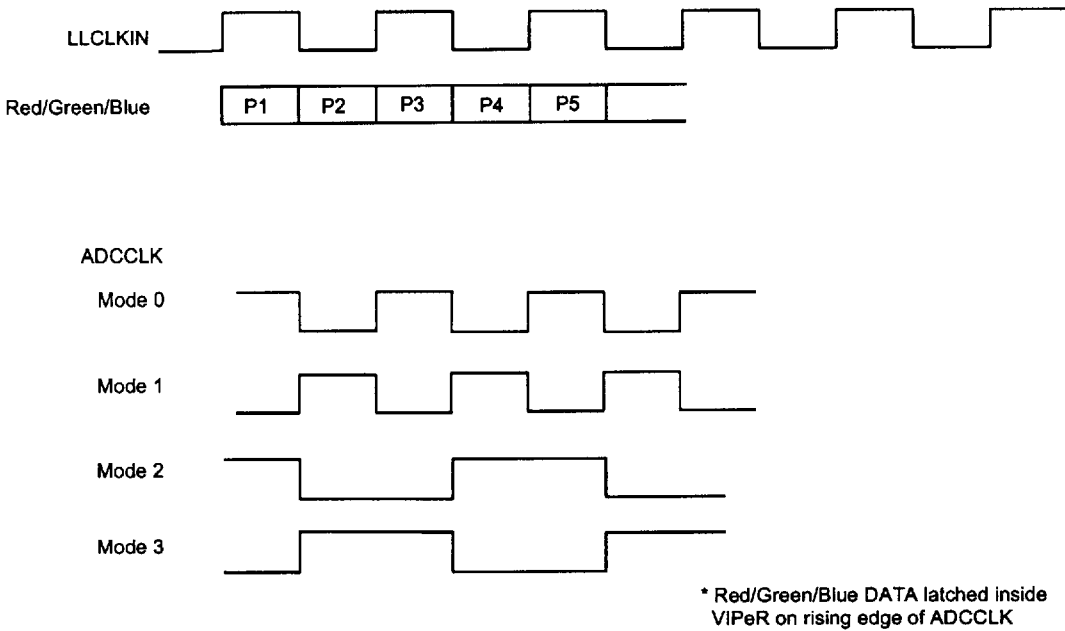 LLCLKIN
Red/Green/Blue P1 P2 P3 P4 P5
ADCCLK
Mode 0
Mode 1
Mode 2
Mode 3
* Red/Green/Blue DATA latched inside
VIPeR on rising edge of ADCCLK